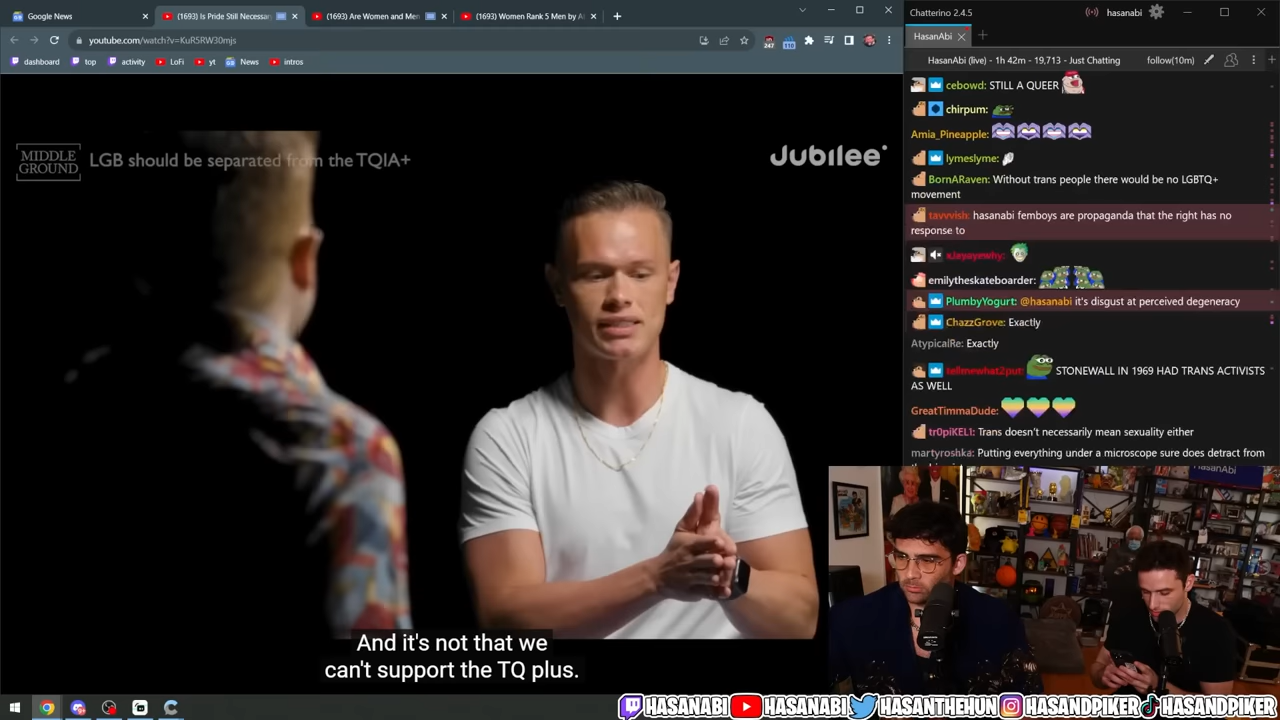 Google News
(1693) Is Pride Still Necessary
(1693) Are Women and Men
(1693) Women Rank 5 Men by A
youtube.com/watch?v=KuR5RW30mjs
247
110
dashboard
top
activity
LoFi
yt
News
intros
MIDDLE
GROUND
LGB should be separated from the TQIA+
Jubilee
And it's not that we
can't support the TQ plus.
Chatterino 2.4.5
hasanabi
HasanAbi
HasanAbi (live) - 1h 42m - 19,713 - Just Chatting
follow(10m)
cebowd: STILL A QUEER
chirpum:
Amia_Pineapple:
lymeslyme:
BornARaven: Without trans people there would be no LGBTQ+
movement
tavvvish: hasanabi femboys are propaganda that the right has no
response to
emilytheskateboarder:
PlumbyYogurt: @hasanabi it's disgust at perceived degeneracy
ChazzGrove: Exactly
AtypicalRe: Exactly
tellmewhat2put: STONEWALL IN 1969 HAD TRANS ACTIVISTS
AS WELL
GreatTimmaDude:
tr0piKEL1: Trans doesn't necessarily mean sexuality either
martyroshka: Putting everything under a microscope sure does detract from
HasanAbi
HASANABI
HASANABI
HASANTHEHUN
HASANDPIKER
HASANDPIKER